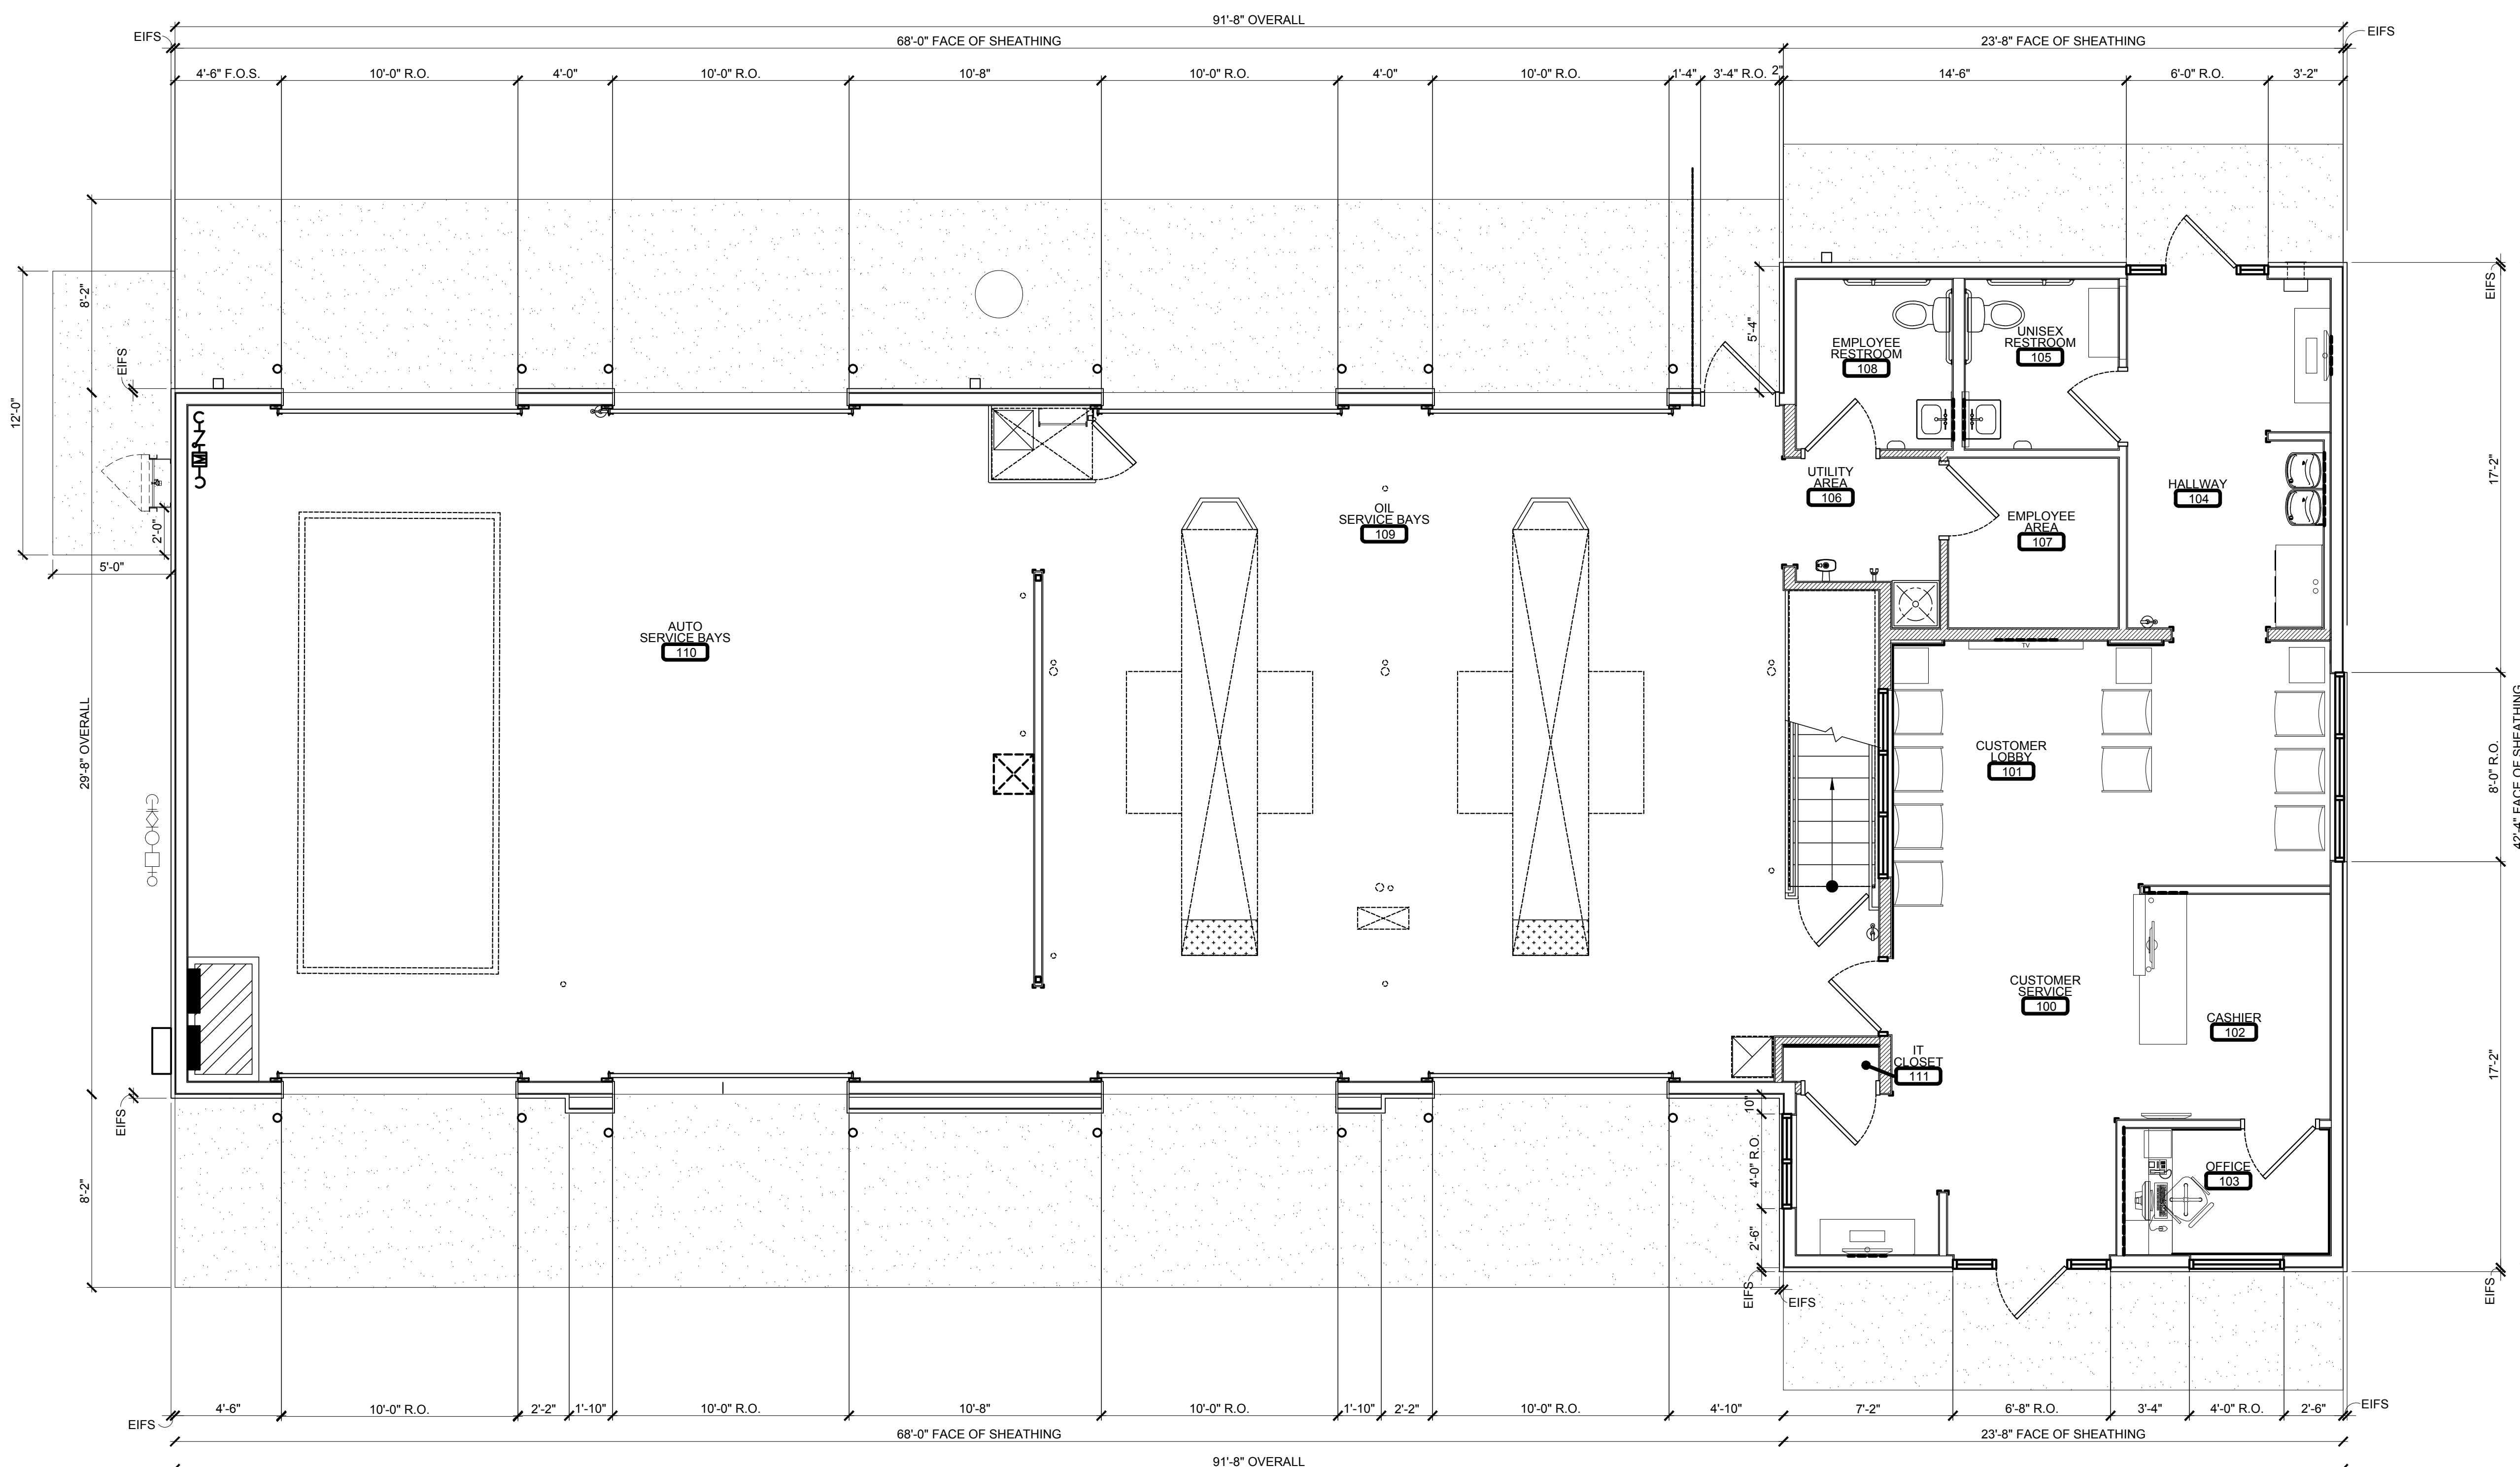 91'-8" OVERALL
EIFS
68'-0" FACE OF SHEATHING
23'-8" FACE OF SHEATHING
EIFS
4'-6" F.O.S.
10'-0" R.O.
4'-0"
10'-0" R.O.
10'-8"
10'-0" R.O.
4'-0"
10'-0" R.O.
1'-4"
3'-4" R.O.
2"
14'-6"
6'-0" R.O.
3'-2"
8'-2"
12'-0"
EIFS
5'-4"
EIFS
EMPLOYEE
RESTROOM
108
UNISEX
RESTROOM
105
M
2'-0"
5'-0"
UTILITY
AREA
106
HALLWAY
104
17'-2"
OIL
SERVICE BAYS
109
EMPLOYEE
AREA
107
AUTO
SERVICE BAYS
110
TV
29'-8" OVERALL
CUSTOMER
LOBBY
101
8'-0" R.O.
42'-4" FACE OF SHEATHING
CUSTOMER
SERVICE
100
CASHIER
102
IT
CLOSET
111
17'-2"
EIFS
10"
4'-0" R.O.
2'-6"
8'-2"
OFFICE
103
EIFS
EIFS
EIFS
4'-6"
10'-0" R.O.
2'-2"
1'-10"
10'-0" R.O.
10'-8"
10'-0" R.O.
1'-10"
2'-2"
10'-0" R.O.
4'-10"
7'-2"
6'-8" R.O.
3'-4"
4'-0" R.O.
2'-6"
EIFS
EIFS
68'-0" FACE OF SHEATHING
23'-8" FACE OF SHEATHING
91'-8" OVERALL